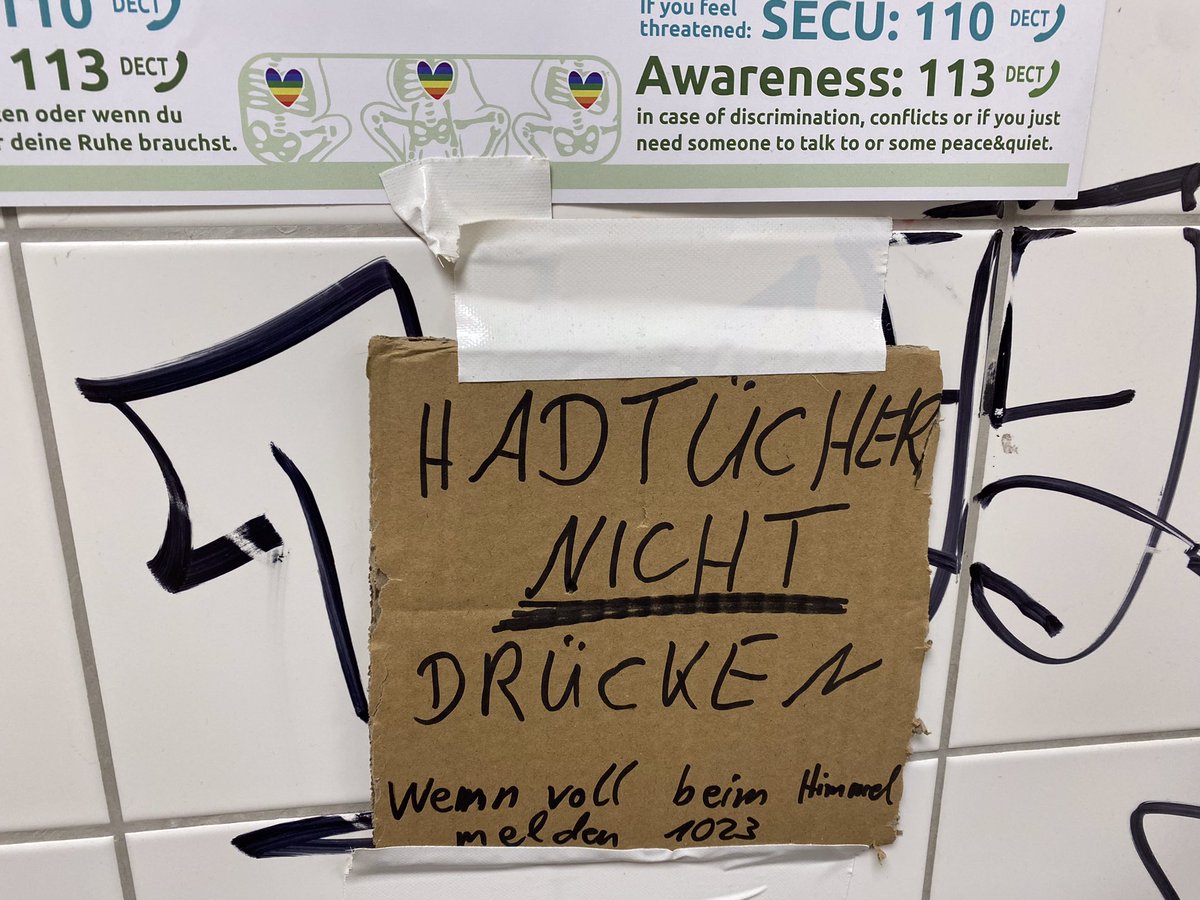 110 DECT
113 DECT
en oder wenn du
deine Ruhe brauchst.
If you feel
threatened: SECU: 110 DECT
Awareness: 113 DECT
in case of discrimination, conflicts or if you just
need someone to talk to or some peace&quiet.
HADTÜCHER
NICHT
DRÜCKEN
Wemn voll beim Himmel
melden 1023